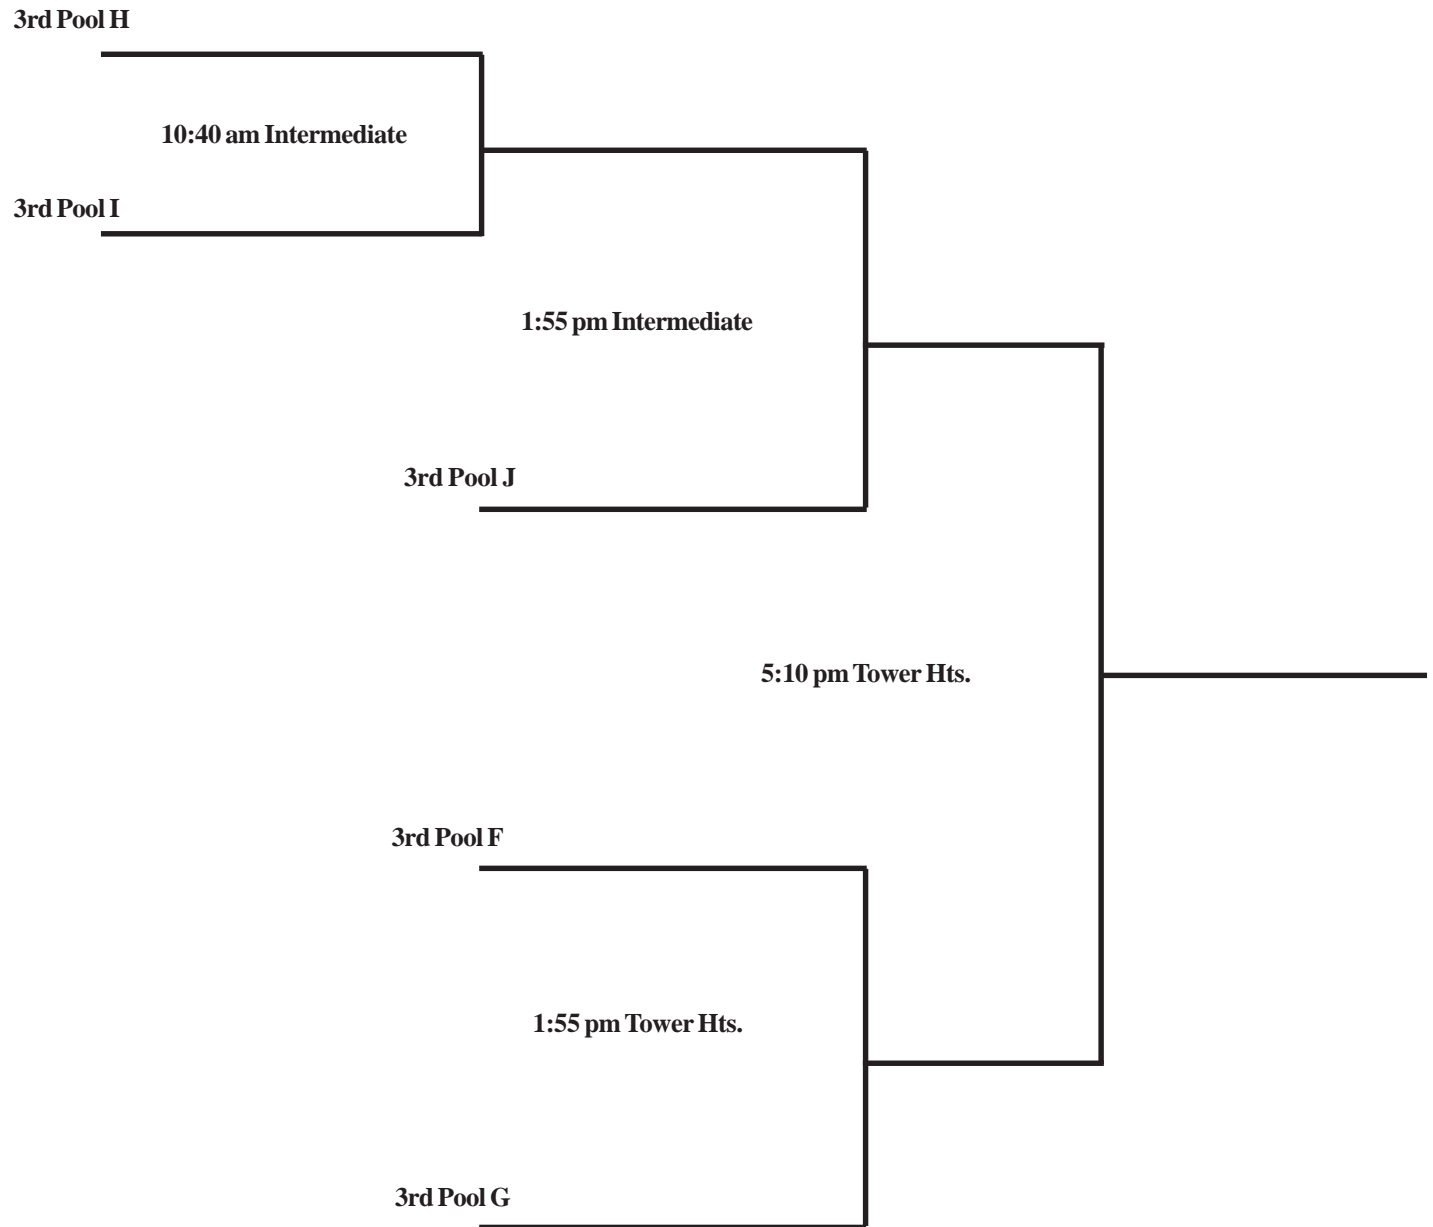 3rd Pool H
10:40 am Intermediate
3rd Pool I
1:55 pm Intermediate
3rd Pool J
5:10 pm Tower Hts.
3rd Pool F
1:55 pm Tower Hts.
3rd Pool G